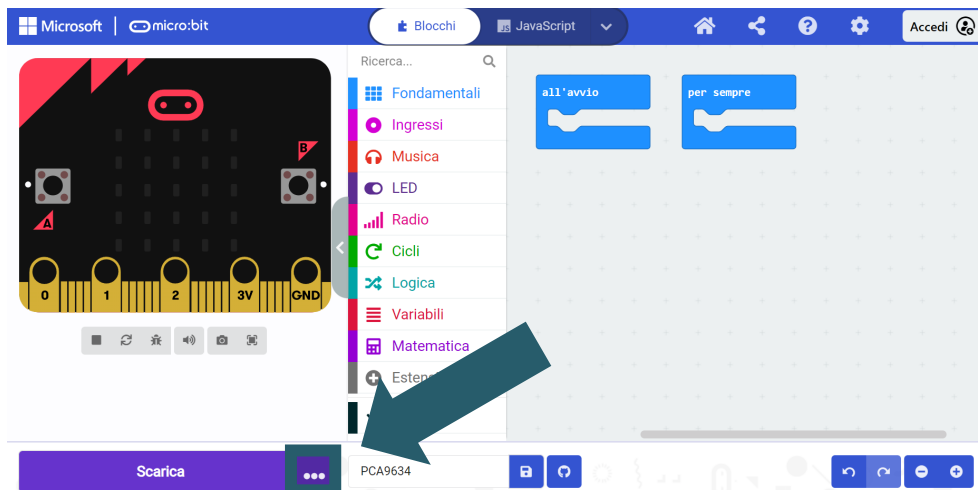 Microsoft
micro:bit
Blocchi
JS JavaScript
Accedi
Ricerca...
Fondamentali
Ingressi
Musica
LED
Radio
Cicli
Logica
Variabili
Matematica
all'avvio
per sempre
A
B
0 1 2 3V GND
Scarica
PCA9634